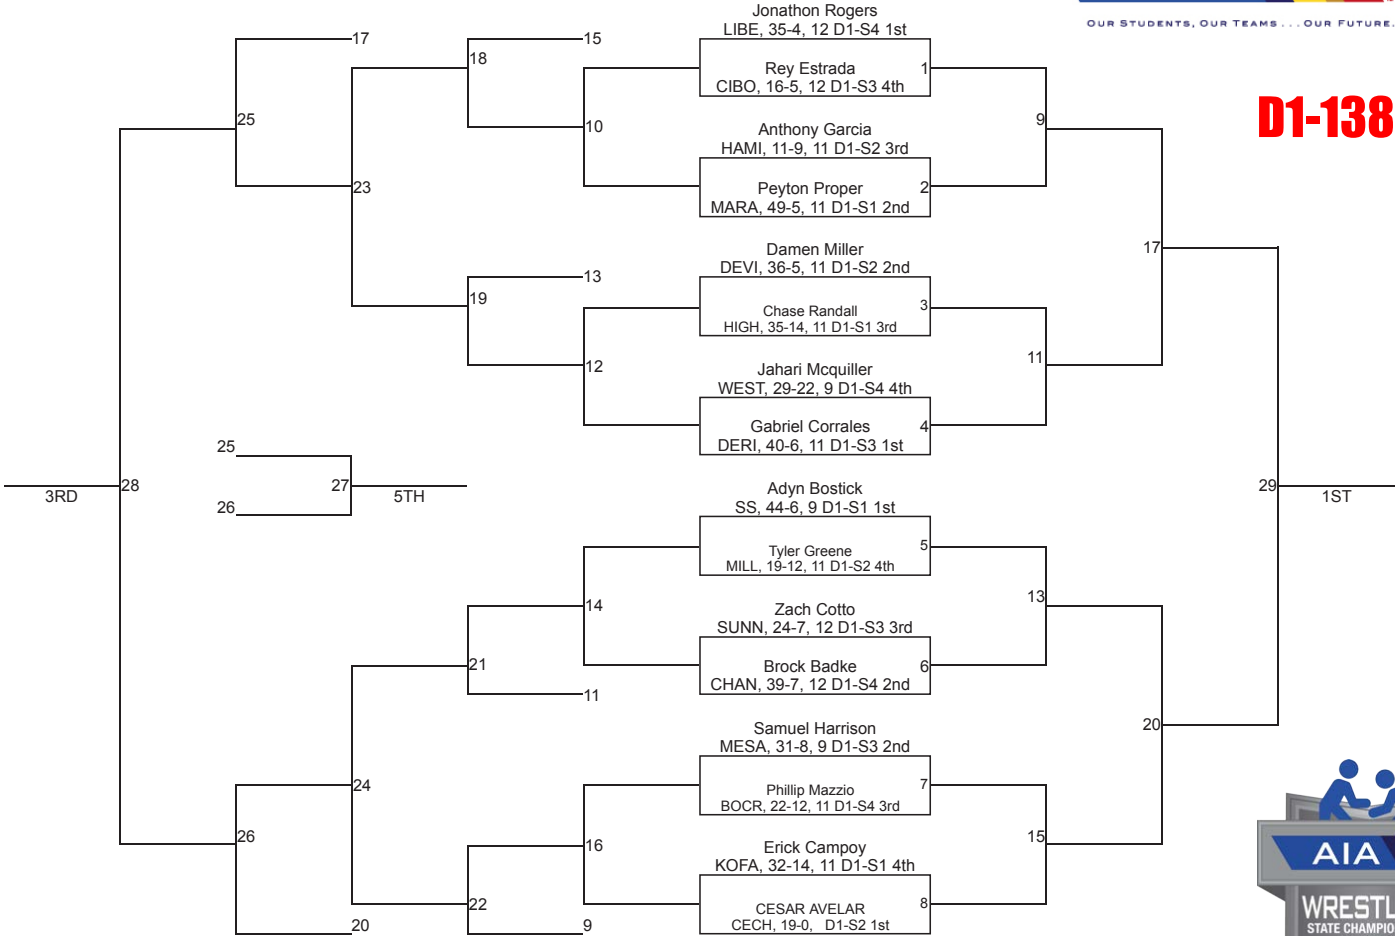 OUR STUDENTS, OUR TEAMS . . . OUR FUTURE.
D1-138
Jonathon Rogers
LIBE, 35-4, 12 D1-S4 1st
Rey Estrada
CIBO, 16-5, 12 D1-S3 4th
1
Anthony Garcia
HAMI, 11-9, 11 D1-S2 3rd
Peyton Proper
MARA, 49-5, 11 D1-S1 2nd
2
Damen Miller
DEVI, 36-5, 11 D1-S2 2nd
Chase Randall
HIGH, 35-14, 11 D1-S1 3rd
3
Jahari Mcquiller
WEST, 29-22, 9 D1-S4 4th
Gabriel Corrales
DERI, 40-6, 11 D1-S3 1st
4
Adyn Bostick
SS, 44-6, 9 D1-S1 1st
Tyler Greene
MILL, 19-12, 11 D1-S2 4th
5
Zach Cotto
SUNN, 24-7, 12 D1-S3 3rd
Brock Badke
CHAN, 39-7, 12 D1-S4 2nd
6
Samuel Harrison
MESA, 31-8, 9 D1-S3 2nd
Phillip Mazzio
BOCR, 22-12, 11 D1-S4 3rd
7
Erick Campoy
KOFA, 32-14, 11 D1-S1 4th
CESAR AVELAR
CECH, 19-0, D1-S2 1st
8
9
11
13
15
17
20
29
1ST
15
10
13
12
14
11
16
9
18
19
21
22
17
23
24
20
25
26
28
3RD
25
26
27
5TH
AIA
WRESTL
STATE CHAMPIO